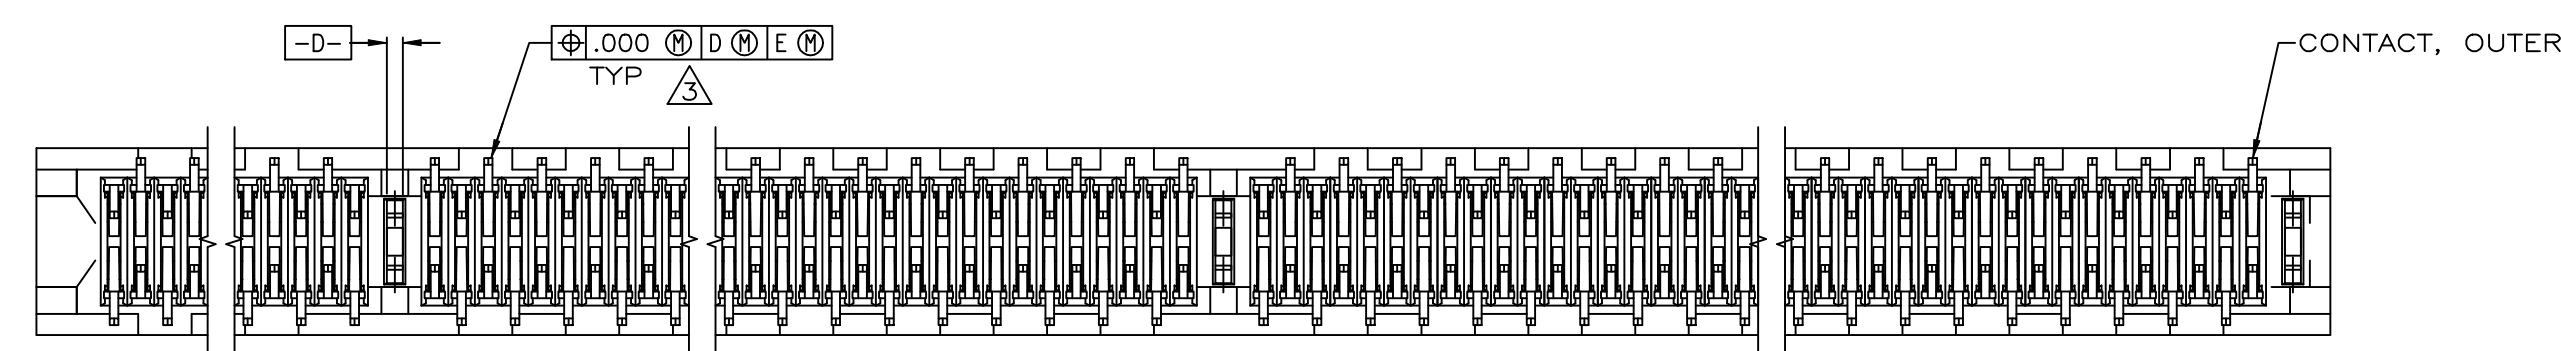 -D-
⌖ .000 Ⓜ D Ⓜ E Ⓜ
TYP 3
CONTACT, OUTER